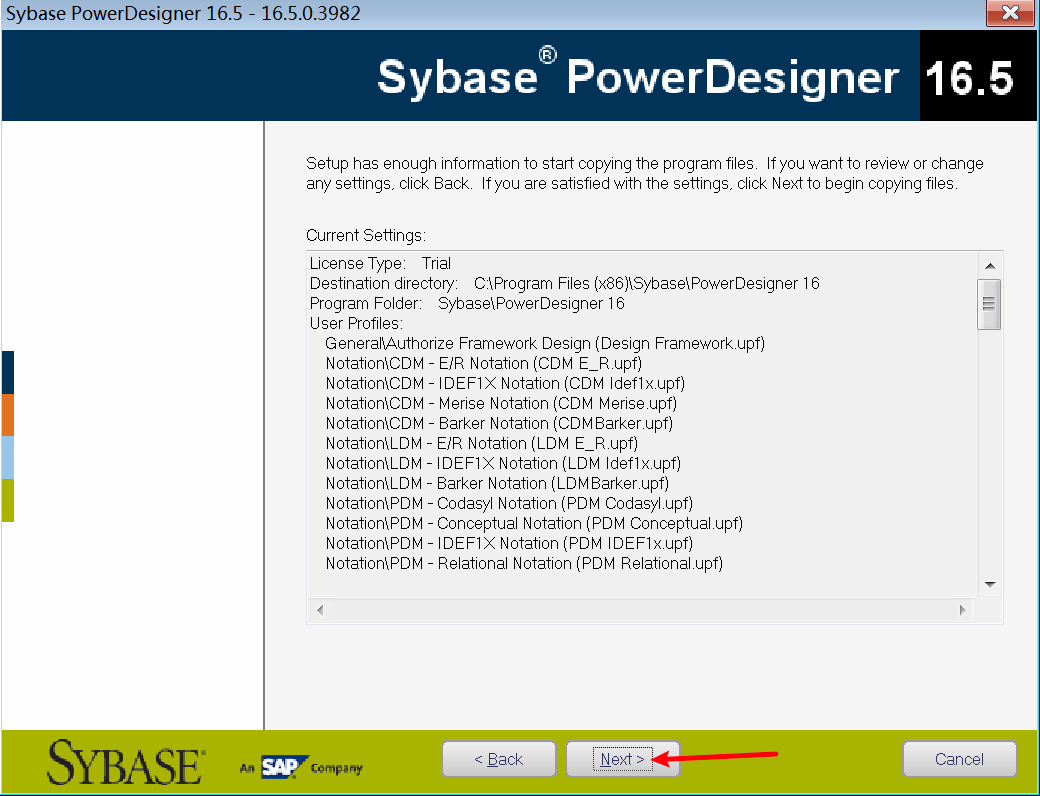 Sybase PowerDesigner 16.5 - 16.5.0.3982
Sybase® PowerDesigner 16.5
Setup has enough information to start copying the program files.  If you want to review or change
any settings, click Back.  If you are satisfied with the settings, click Next to begin copying files.
Current Settings:
License Type:   Trial
Destination directory:   C:\Program Files (x86)\Sybase\PowerDesigner 16
Program Folder:   Sybase\PowerDesigner 16
User Profiles:
General\Authorize Framework Design (Design Framework.upf)
Notation\CDM - E/R Notation (CDM E_R.upf)
Notation\CDM - IDEF1X Notation (CDM Idef1x.upf)
Notation\CDM - Merise Notation (CDM Merise.upf)
Notation\CDM - Barker Notation (CDMBarker.upf)
Notation\LDM - E/R Notation (LDM E_R.upf)
Notation\LDM - IDEF1X Notation (LDM Idef1x.upf)
Notation\LDM - Barker Notation (LDMBarker.upf)
Notation\PDM - Codasyl Notation (PDM Codasyl.upf)
Notation\PDM - Conceptual Notation (PDM Conceptual.upf)
Notation\PDM - IDEF1X Notation (PDM IDEF1x.upf)
Notation\PDM - Relational Notation (PDM Relational.upf)
SYBASE An SAP Company < Back Next > Cancel